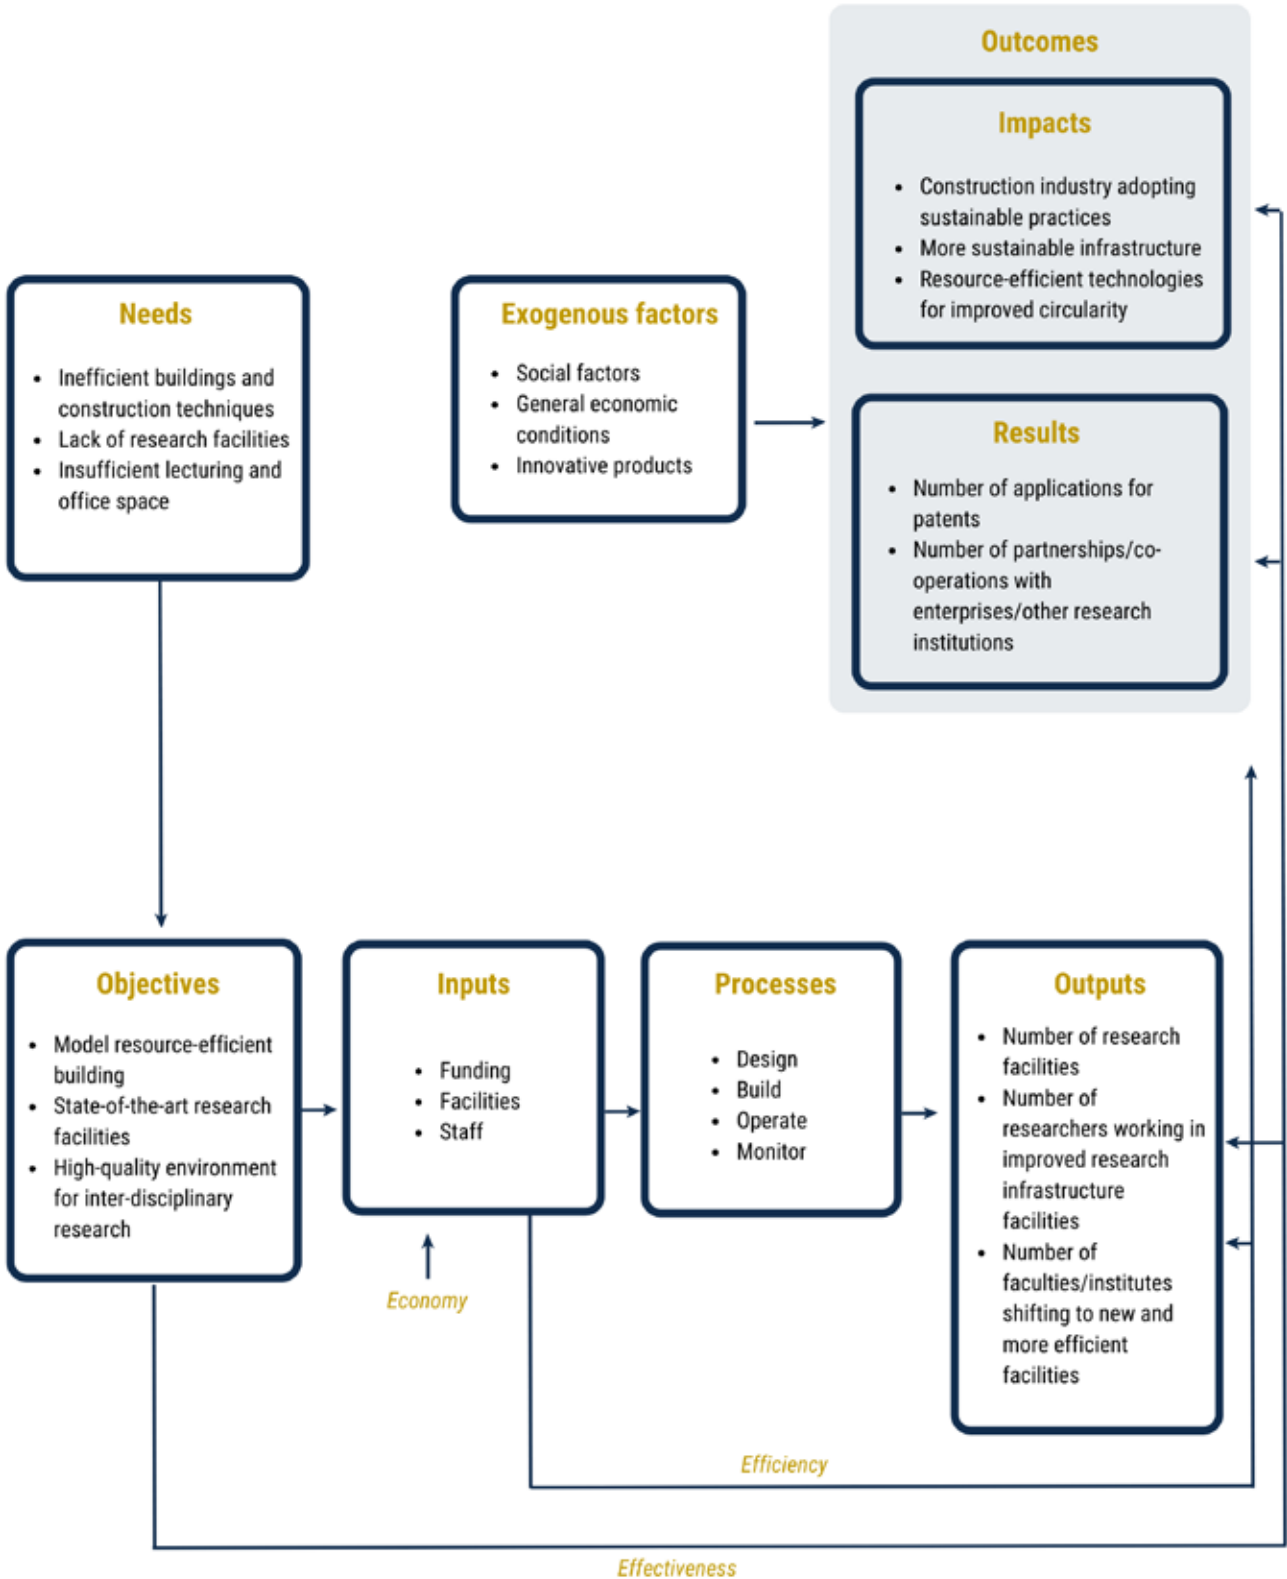 Outcomes
Impacts
• Construction industry adopting
sustainable practices
• More sustainable infrastructure
• Resource-efficient technologies
for improved circularity
Needs
• Inefficient buildings and
construction techniques
• Lack of research facilities
• Insufficient lecturing and
office space
Exogenous factors
• Social factors
• General economic
conditions
• Innovative products
Results
• Number of applications for
patents
• Number of partnerships/co-
operations with
enterprises/other research
institutions
Objectives
• Model resource-efficient
building
• State-of-the-art research
facilities
• High-quality environment
for inter-disciplinary
research
Inputs
• Funding
• Facilities
• Staff
Economy
Processes
• Design
• Build
• Operate
• Monitor
Outputs
• Number of research
facilities
• Number of
researchers working in
improved research
infrastructure
facilities
• Number of
faculties/institutes
shifting to new and
more efficient
facilities
Efficiency
Effectiveness